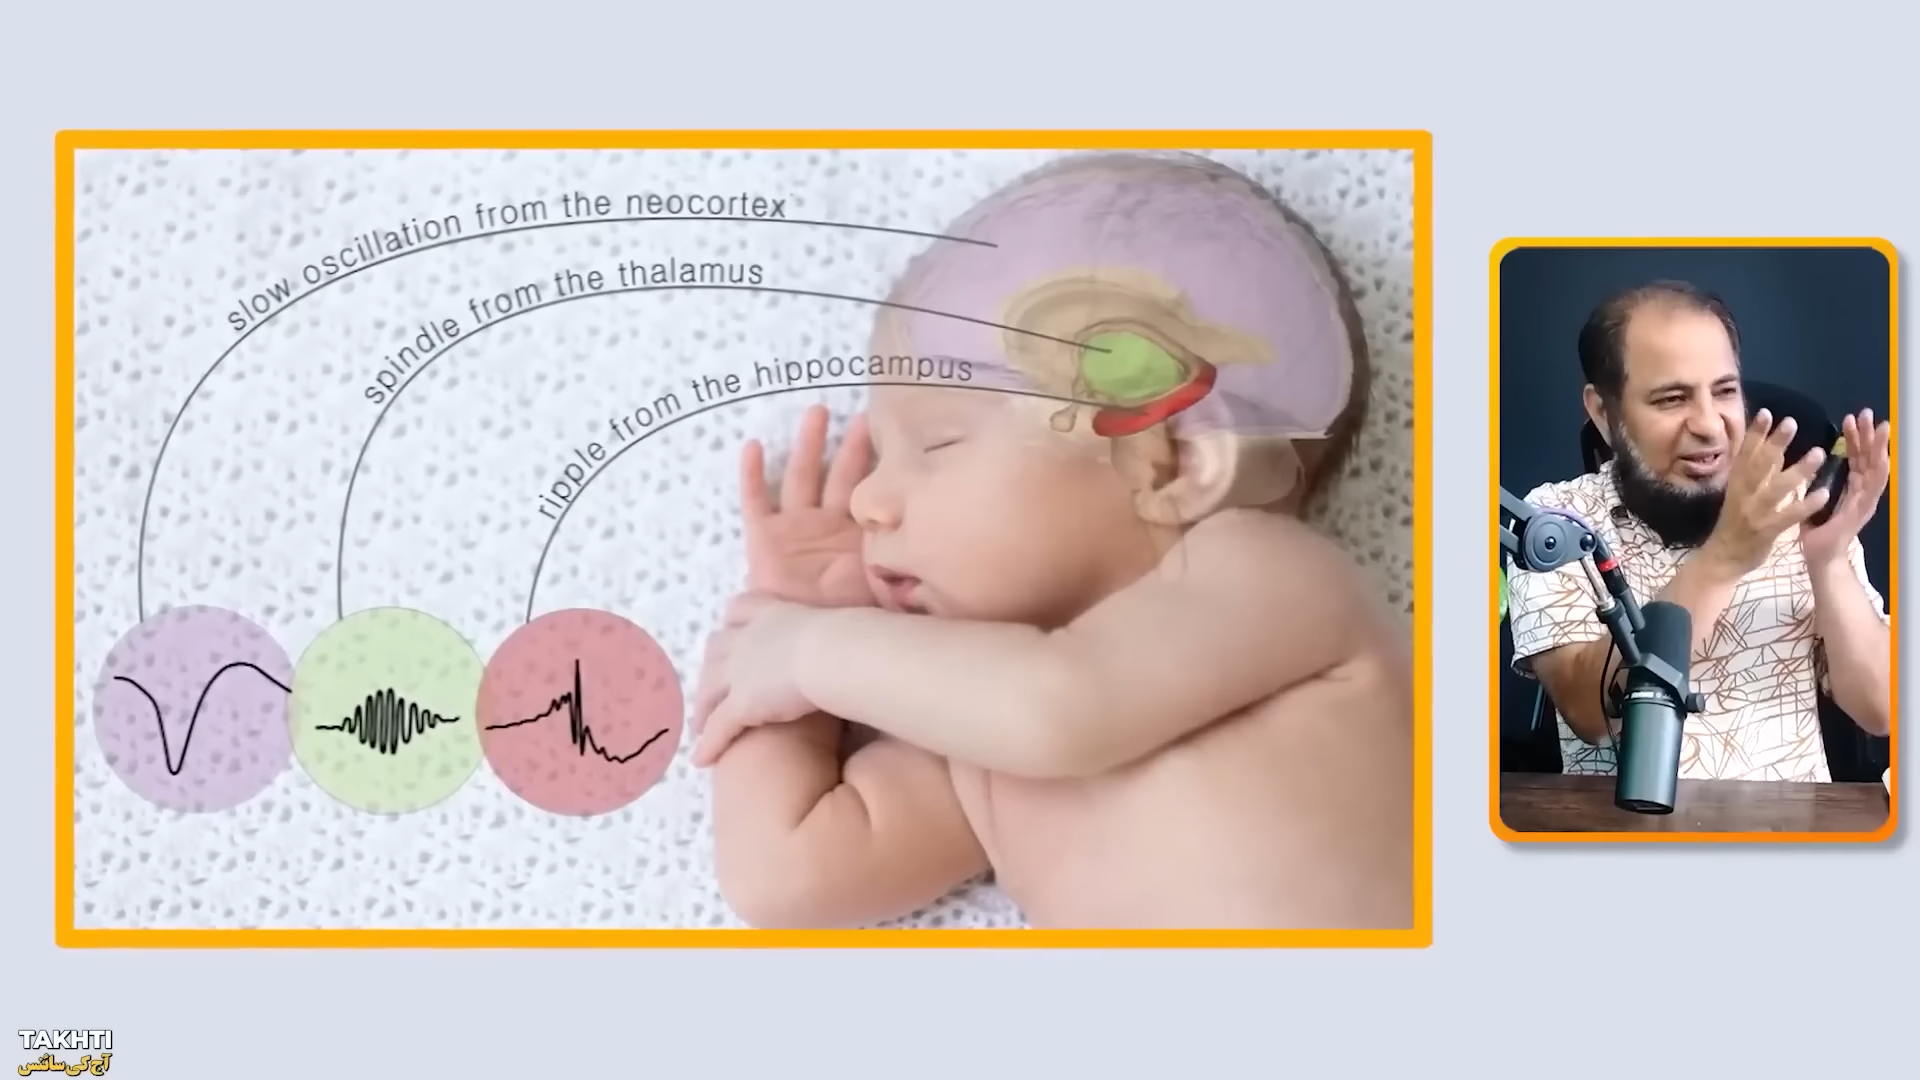 slow oscillation from the neocortex
spindle from the thalamus
ripple from the hippocampus
TAKHTI
آج کی سائنس